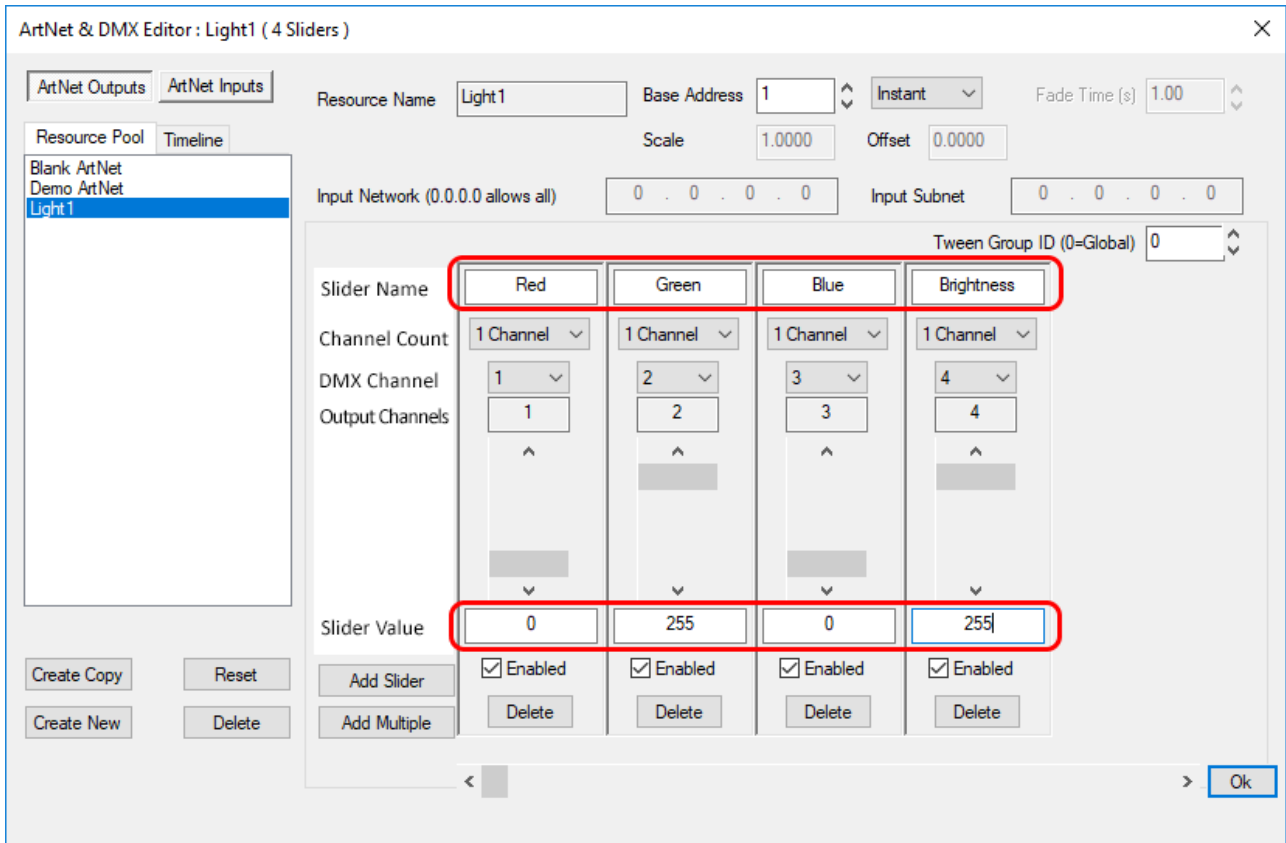 ArtNet & DMX Editor : Light1 ( 4 Sliders )
ArtNet Outputs ArtNet Inputs
Resource Pool Timeline
Blank ArtNet
Demo ArtNet
Light1
Resource Name Light1 Base Address 1 Instant Fade Time (s) 1.00
Scale 1.0000 Offset 0.0000
Input Network (0.0.0.0 allows all) 0 . 0 . 0 . 0 Input Subnet 0 . 0 . 0 . 0
Tween Group ID (0=Global) 0
Slider Name Red Green Blue Brightness
Channel Count 1 Channel 1 Channel 1 Channel 1 Channel
DMX Channel 1 2 3 4
Output Channels 1 2 3 4
Slider Value 0 255 0 255
Enabled Enabled Enabled Enabled
Create Copy Reset Add Slider
Delete Delete Delete Delete
Create New Delete Add Multiple
Ok